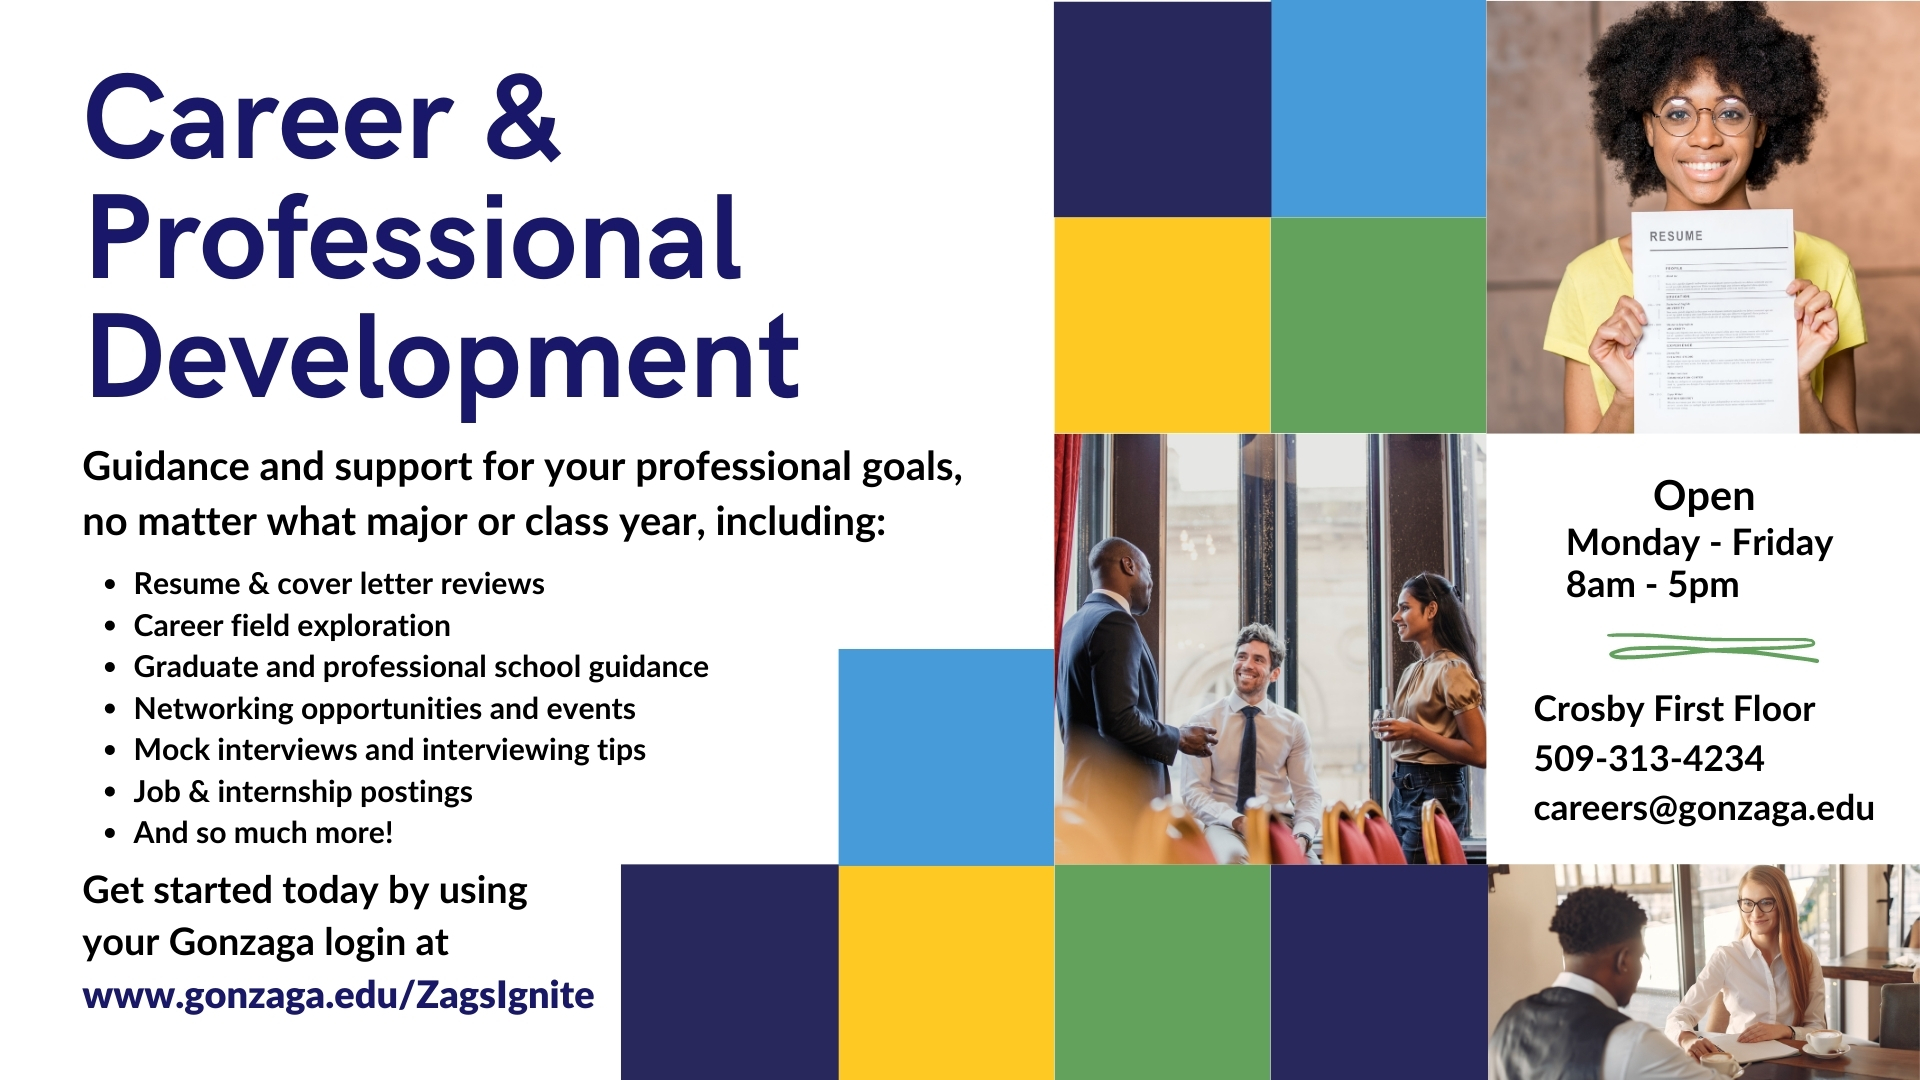 Career &
Professional
Development
Guidance and support for your professional goals,
no matter what major or class year, including:
• Resume & cover letter reviews
• Career field exploration
• Graduate and professional school guidance
• Networking opportunities and events
• Mock interviews and interviewing tips
• Job & internship postings
• And so much more!
Get started today by using
your Gonzaga login at
www.gonzaga.edu/ZagsIgnite
RESUME
Open
Monday - Friday
8am - 5pm
Crosby First Floor
509-313-4234
careers@gonzaga.edu